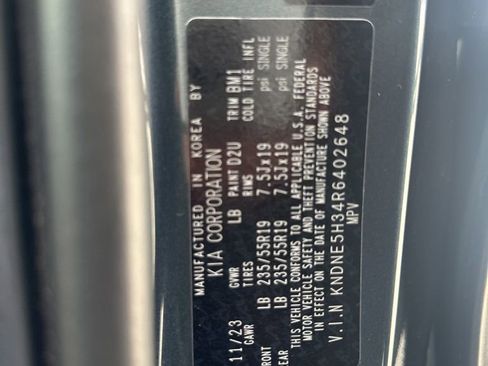 MANUFACTURED IN KOREA BY
KIA CORPORATION
11/23 LB PAINT D2U TRIM BM1
GAWR GVWR TIRES RIMS COLD TIRE INFL
LB 235/55R19 7.5Jx19 psi SINGLE
LB 235/55R19 7.5Jx19 psi SINGLE
THIS VEHICLE CONFORMS TO ALL APPLICABLE U.S.A. FEDERAL
MOTOR VEHICLE SAFETY AND THEFT PREVENTION STANDARDS
IN EFFECT ON THE DATE OF MANUFACTURE SHOWN ABOVE
V.I.N KNDNE5H34R6402648
MPV